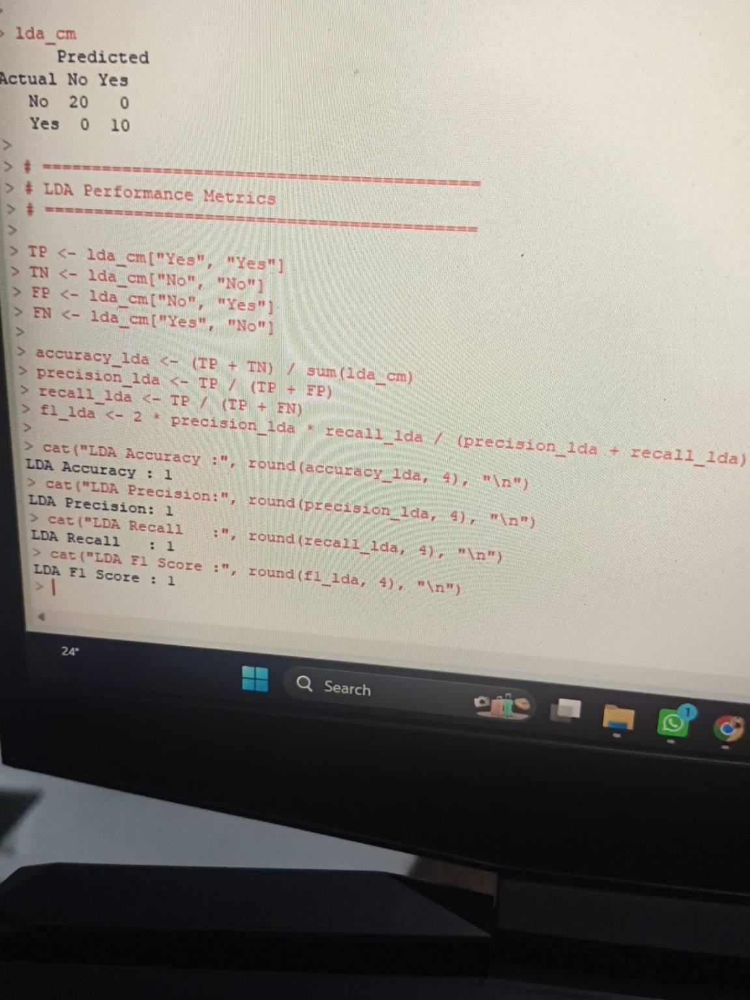 > lda_cm
Predicted
Actual No Yes
No 20 0
Yes 0 10
>
> # ============================================
> # LDA Performance Metrics
> # ============================================
>
> TP <- lda_cm["Yes", "Yes"]
> TN <- lda_cm["No", "No"]
> FP <- lda_cm["No", "Yes"]
> FN <- lda_cm["Yes", "No"]
>
> accuracy_lda <- (TP + TN) / sum(lda_cm)
> precision_lda <- TP / (TP + FP)
> recall_lda <- TP / (TP + FN)
> f1_lda <- 2 * precision_lda * recall_lda / (precision_lda + recall_lda)
>
> cat("LDA Accuracy :", round(accuracy_lda, 4), "\n")
LDA Accuracy : 1
> cat("LDA Precision:", round(precision_lda, 4), "\n")
LDA Precision: 1
> cat("LDA Recall   :", round(recall_lda, 4), "\n")
LDA Recall   : 1
> cat("LDA F1 Score :", round(f1_lda, 4), "\n")
LDA F1 Score : 1
>
24°
Search
1